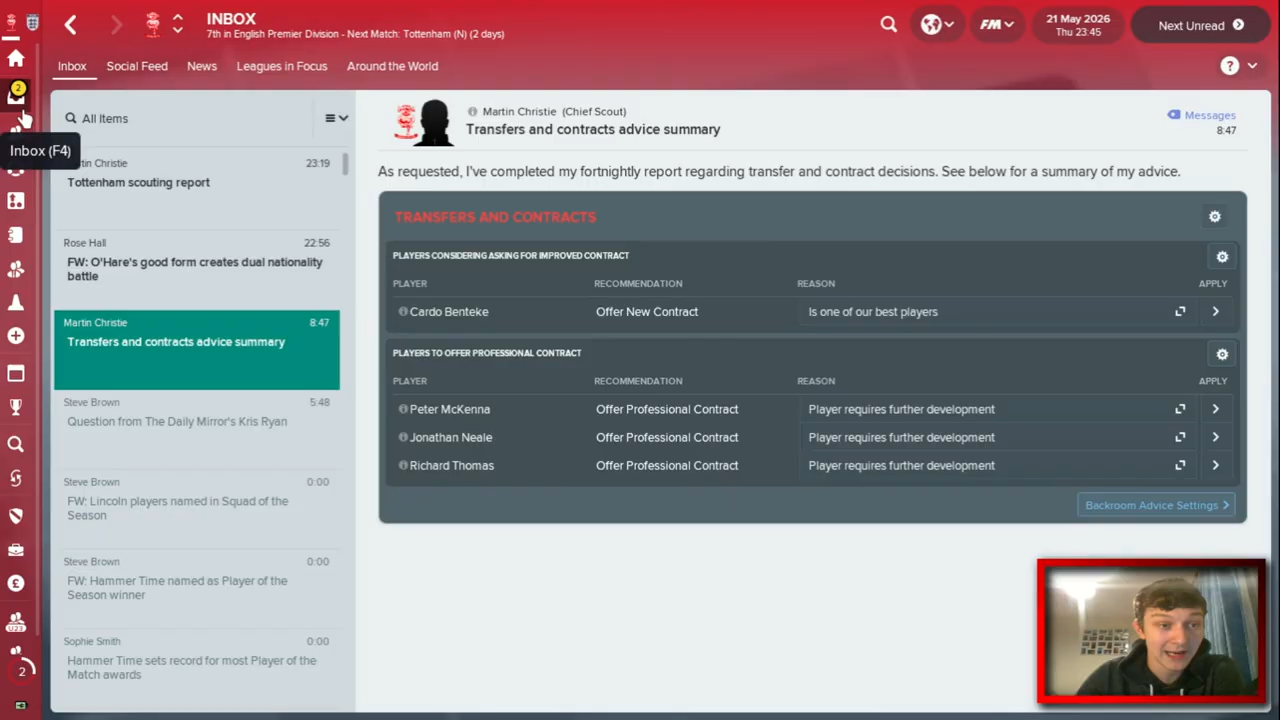 INBOX
7th in English Premier Division - Next Match: Tottenham (N) (2 days)
FM
21 May 2026
Thu 23:45
Next Unread
Inbox
Social Feed
News
Leagues in Focus
Around the World
?
2
Inbox (F4)
All Items
23:19
Tottenham scouting report
Rose Hall
22:56
FW: O'Hare's good form creates dual nationality
battle
Martin Christie
8:47
Transfers and contracts advice summary
Steve Brown
5:48
Question from The Daily Mirror's Kris Ryan
Steve Brown
0:00
FW: Lincoln players named in Squad of the
Season
Steve Brown
0:00
FW: Hammer Time named as Player of the
Season winner
Sophie Smith
0:00
Hammer Time sets record for most Player of the
Match awards
U23
2
Martin Christie (Chief Scout)
Transfers and contracts advice summary
Messages
8:47
As requested, I've completed my fortnightly report regarding transfer and contract decisions. See below for a summary of my advice.
TRANSFERS AND CONTRACTS
PLAYERS CONSIDERING ASKING FOR IMPROVED CONTRACT
PLAYER RECOMMENDATION REASON APPLY
Cardo Benteke Offer New Contract Is one of our best players
PLAYERS TO OFFER PROFESSIONAL CONTRACT
PLAYER RECOMMENDATION REASON APPLY
Peter McKenna Offer Professional Contract Player requires further development
Jonathan Neale Offer Professional Contract Player requires further development
Richard Thomas Offer Professional Contract Player requires further development
Backroom Advice Settings